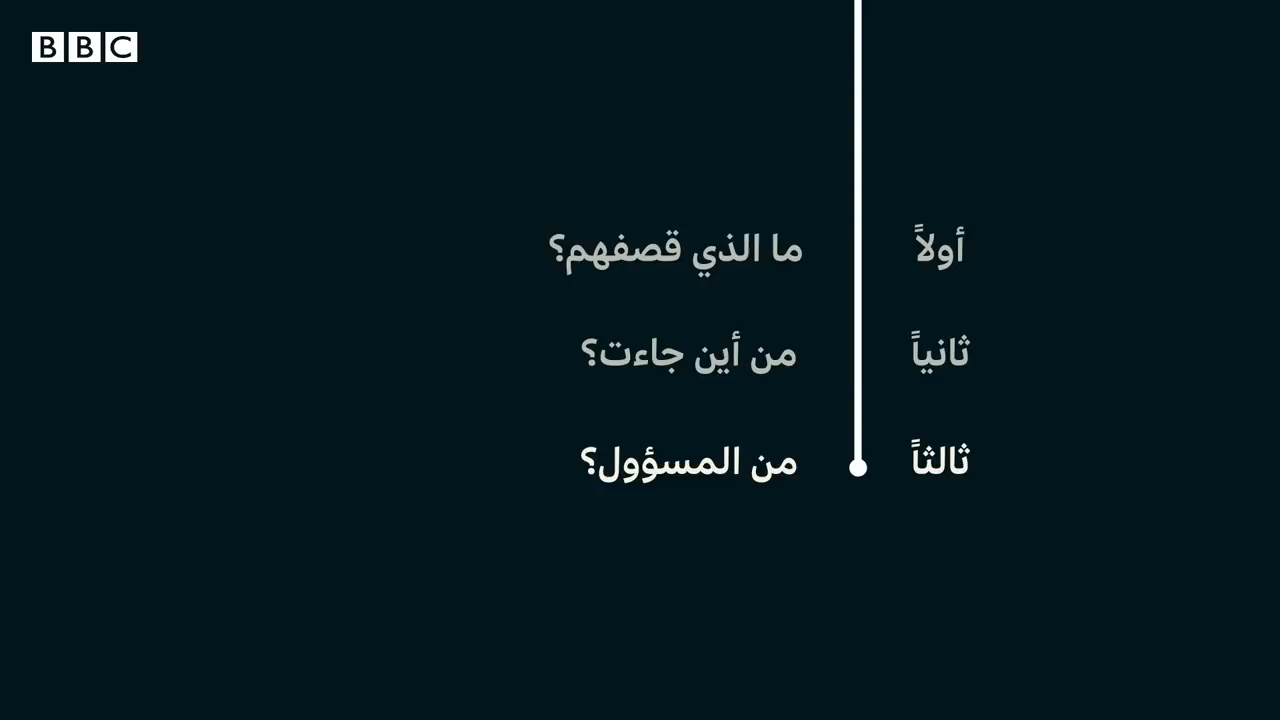 BBC
أولاً ما الذي قصفهم؟
ثانياً من أين جاءت؟
ثالثاً من المسؤول؟